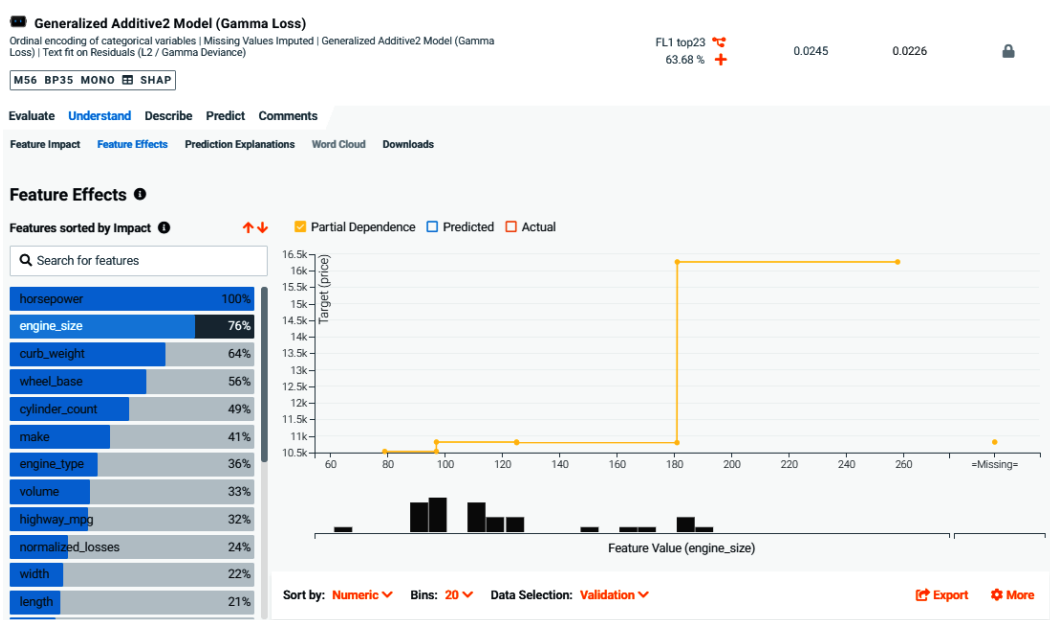 Generalized Additive2 Model (Gamma Loss)
Ordinal encoding of categorical variables | Missing Values Imputed | Generalized Additive2 Model (Gamma
Loss) | Text fit on Residuals (L2 / Gamma Deviance)
M56 BP35 MONO SHAP
FL1 top23
63.68 %
0.0245
0.0226
Evaluate Understand Describe Predict Comments
Feature Impact Feature Effects Prediction Explanations Word Cloud Downloads
Feature Effects
Features sorted by Impact
Search for features
horsepower 100%
engine_size 76%
curb_weight 64%
wheel_base 56%
cylinder_count 49%
make 41%
engine_type 36%
volume 33%
highway_mpg 32%
normalized_losses 24%
width 22%
length 21%
Partial Dependence Predicted Actual
Target (price)
16.5k
16k
15.5k
15k
14.5k
14k
13.5k
13k
12.5k
12k
11.5k
11k
10.5k
60 80 100 120 140 160 180 200 220 240 260 =Missing=
Feature Value (engine_size)
Sort by: Numeric Bins: 20 Data Selection: Validation Export More